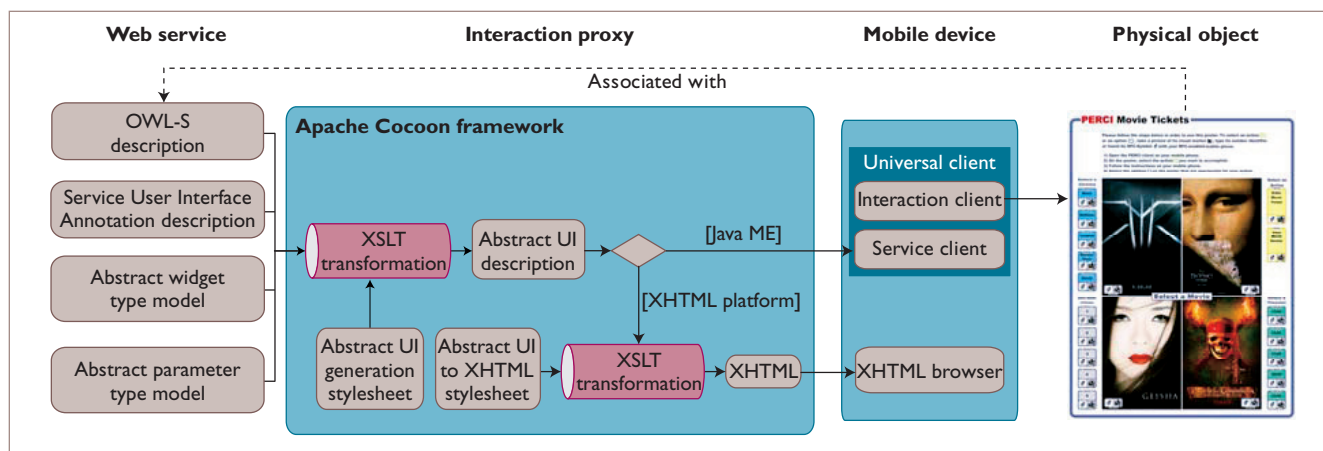 Web service
Interaction proxy
Mobile device
Physical object
Associated with
OWL-S
description
Service User Interface
Annotation description
Abstract widget
type model
Abstract parameter
type model
Apache Cocoon framework
XSLT
transformation
Abstract UI
description
[Java ME]
[XHTML platform]
Abstract UI
generation
stylesheet
Abstract UI
to XHTML
stylesheet
XSLT
transformation
XHTML
Universal client
Interaction client
Service client
XHTML browser
PERCI Movie Tickets
Select a Movie
GEISHA